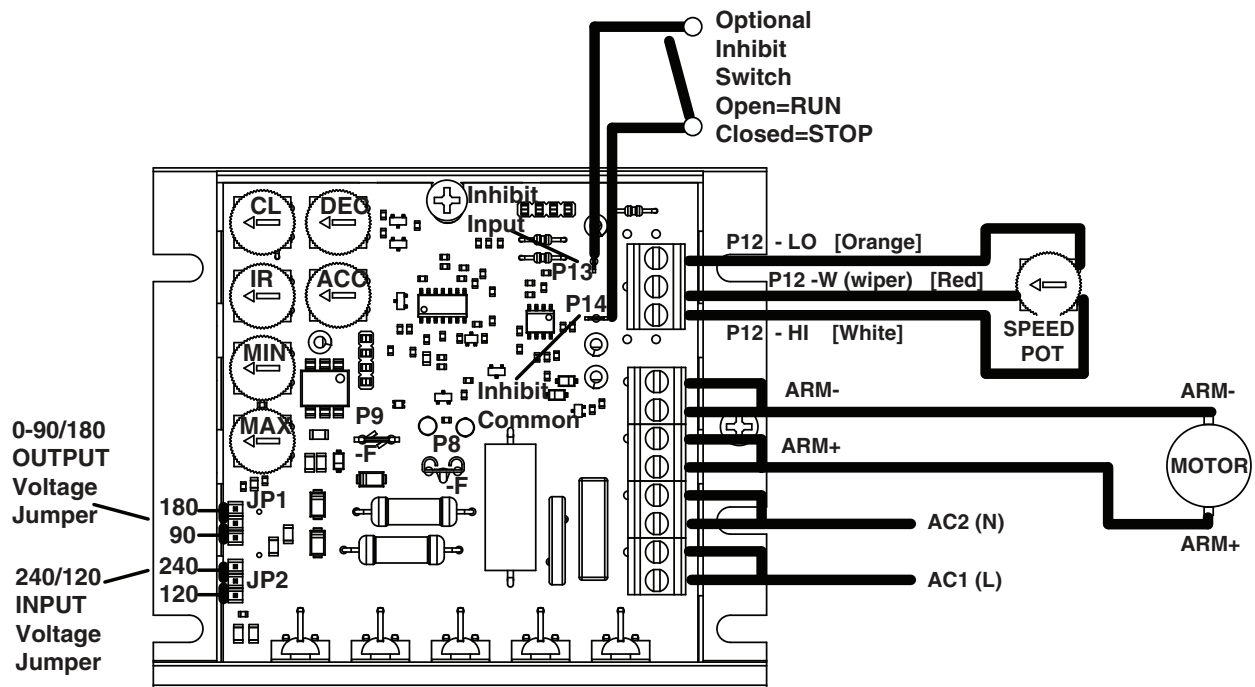 Optional
Inhibit
Switch
Open=RUN
Closed=STOP
CL
DEC
Inhibit
Input
P13
IR
ACC
P14
MIN
Inhibit
Common
MAX
P9
-F
P8
-F
P12 - LO [Orange]
P12 -W (wiper) [Red]
P12 - HI [White]
SPEED
POT
ARM-
ARM-
ARM+
MOTOR
ARM+
AC2 (N)
AC1 (L)
0-90/180
OUTPUT
Voltage
Jumper
180
90
JP1
240/120
INPUT
Voltage
Jumper
240
120
JP2